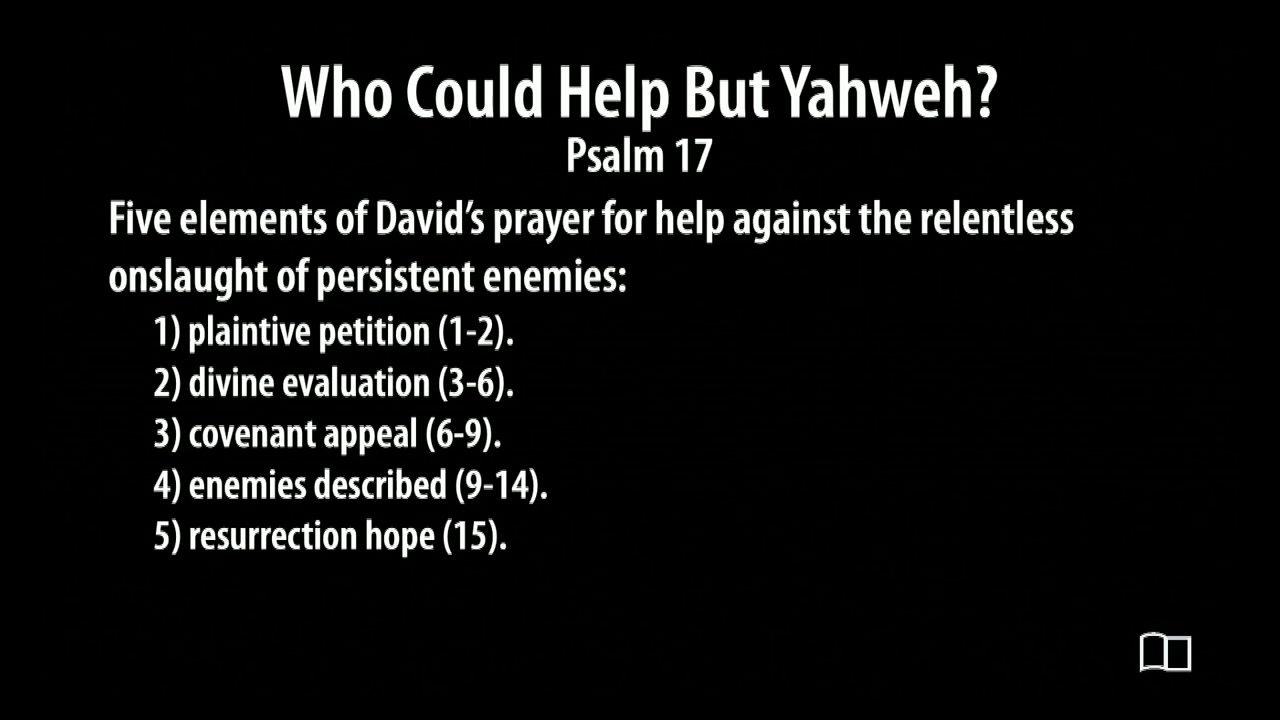 Who Could Help But Yahweh?
Psalm 17
Five elements of David's prayer for help against the relentless
onslaught of persistent enemies:
1) plaintive petition (1-2).
2) divine evaluation (3-6).
3) covenant appeal (6-9).
4) enemies described (9-14).
5) resurrection hope (15).